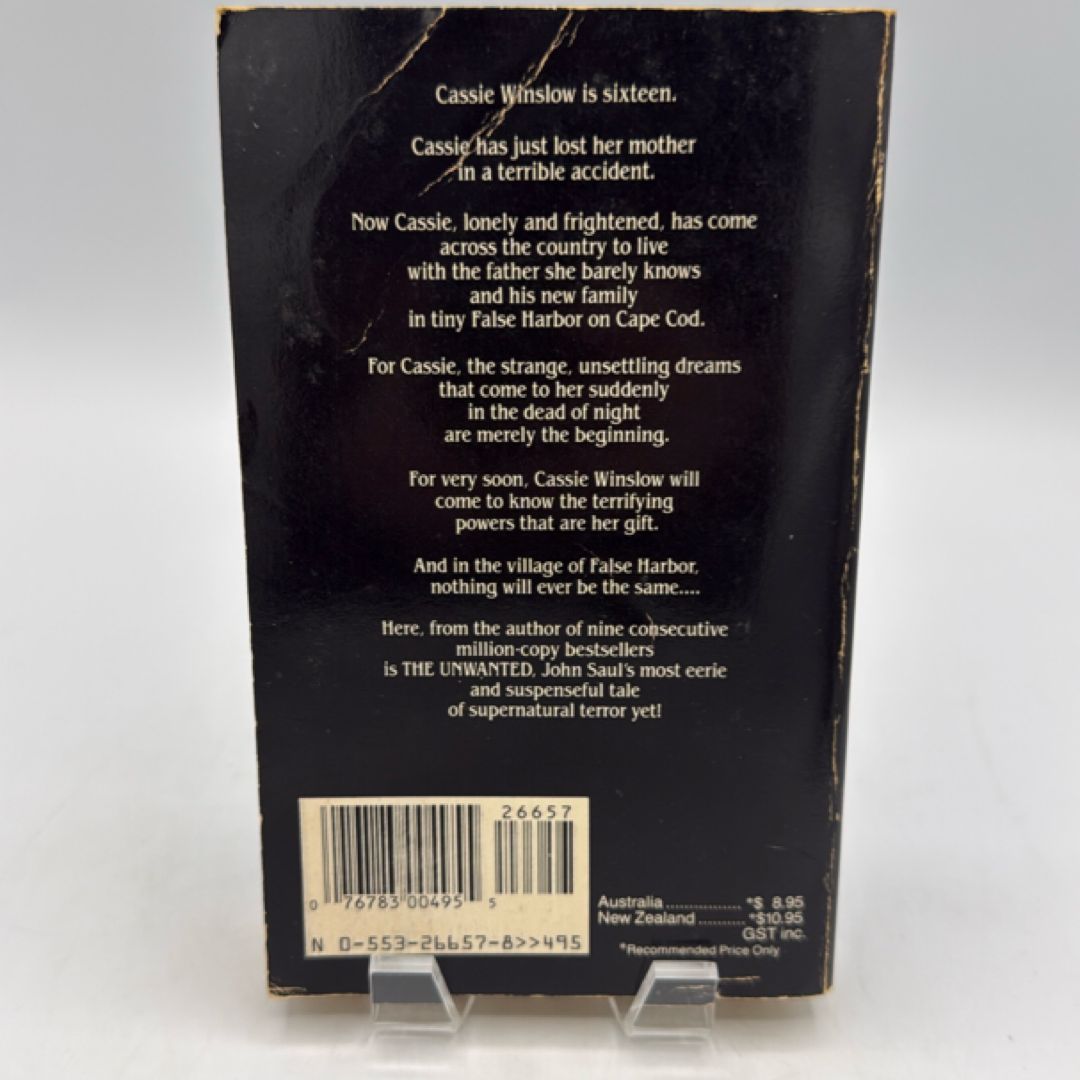 Cassie Winslow is sixteen.
Cassie has just lost her mother
in a terrible accident.
Now Cassie, lonely and frightened, has come
across the country to live
with the father she barely knows
and his new family
in tiny False Harbor on Cape Cod.
For Cassie, the strange, unsettling dreams
that come to her suddenly
in the dead of night
are merely the beginning.
For very soon, Cassie Winslow will
come to know the terrifying
powers that are her gift.
And in the village of False Harbor,
nothing will ever be the same....
Here, from the author of nine consecutive
million-copy bestsellers
is THE UNWANTED, John Saul's most eerie
and suspenseful tale
of supernatural terror yet!
26657
0 76783 00495 5
N 0-553-26657-8>>495
Australia ................ *$ 8.95
New Zealand .......... *$10.95
GST inc.
*Recommended Price Only